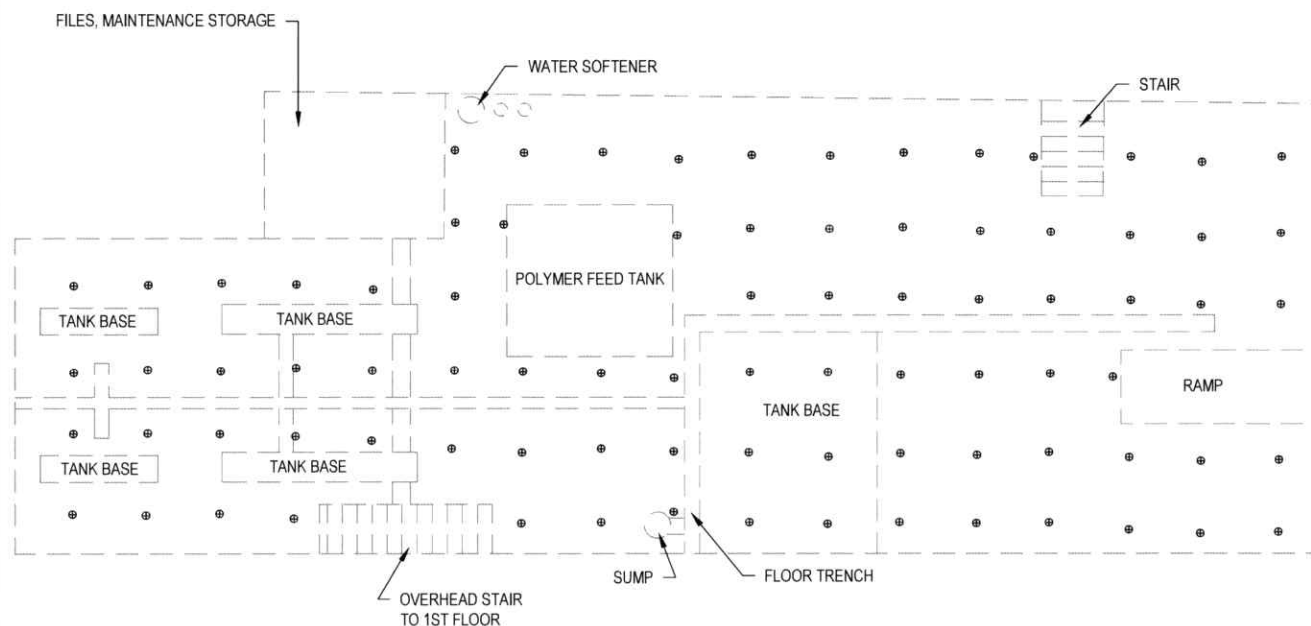 FILES, MAINTENANCE STORAGE
WATER SOFTENER
STAIR
POLYMER FEED TANK
TANK BASE
TANK BASE
RAMP
TANK BASE
TANK BASE
TANK BASE
SUMP
FLOOR TRENCH
OVERHEAD STAIR
TO 1ST FLOOR